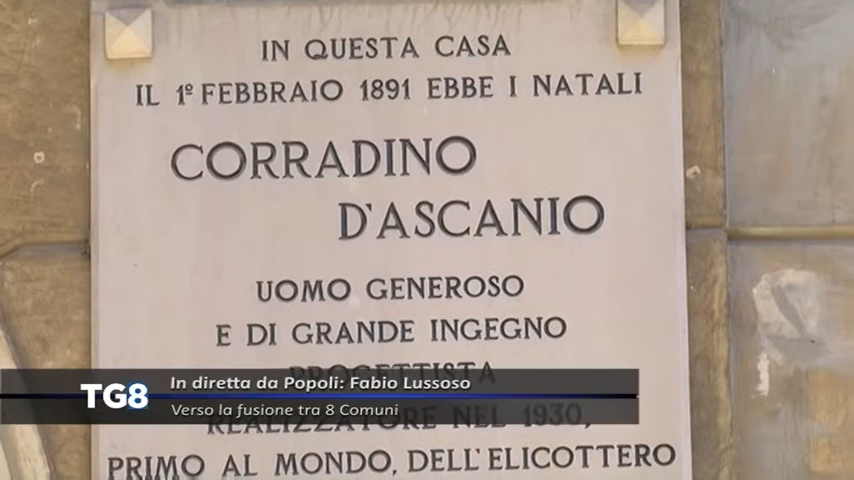 IN QUESTA CASA
IL 1º FEBBRAIO 1891 EBBE I NATALI
CORRADINO
D'ASCANIO
UOMO GENEROSO
E DI GRANDE INGEGNO
PROGETTISTA
REALIZZATORE NEL 1930,
PRIMO AL MONDO, DELL'ELICOTTERO
TG8
In diretta da Popoli: Fabio Lussoso
Verso la fusione tra 8 Comuni